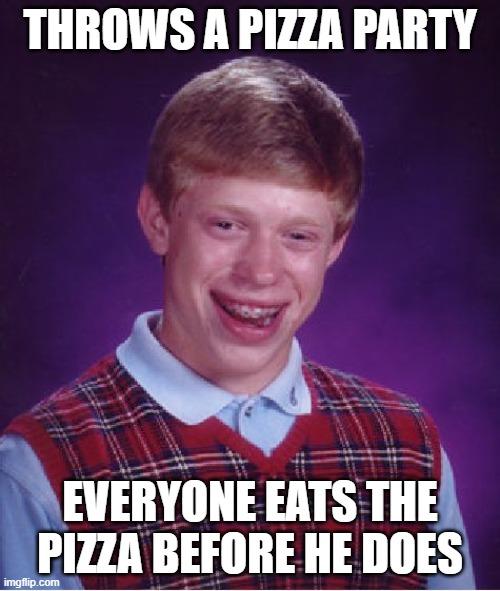 THROWS A PIZZA PARTY
EVERYONE EATS THE
PIZZA BEFORE HE DOES
imgflip.com